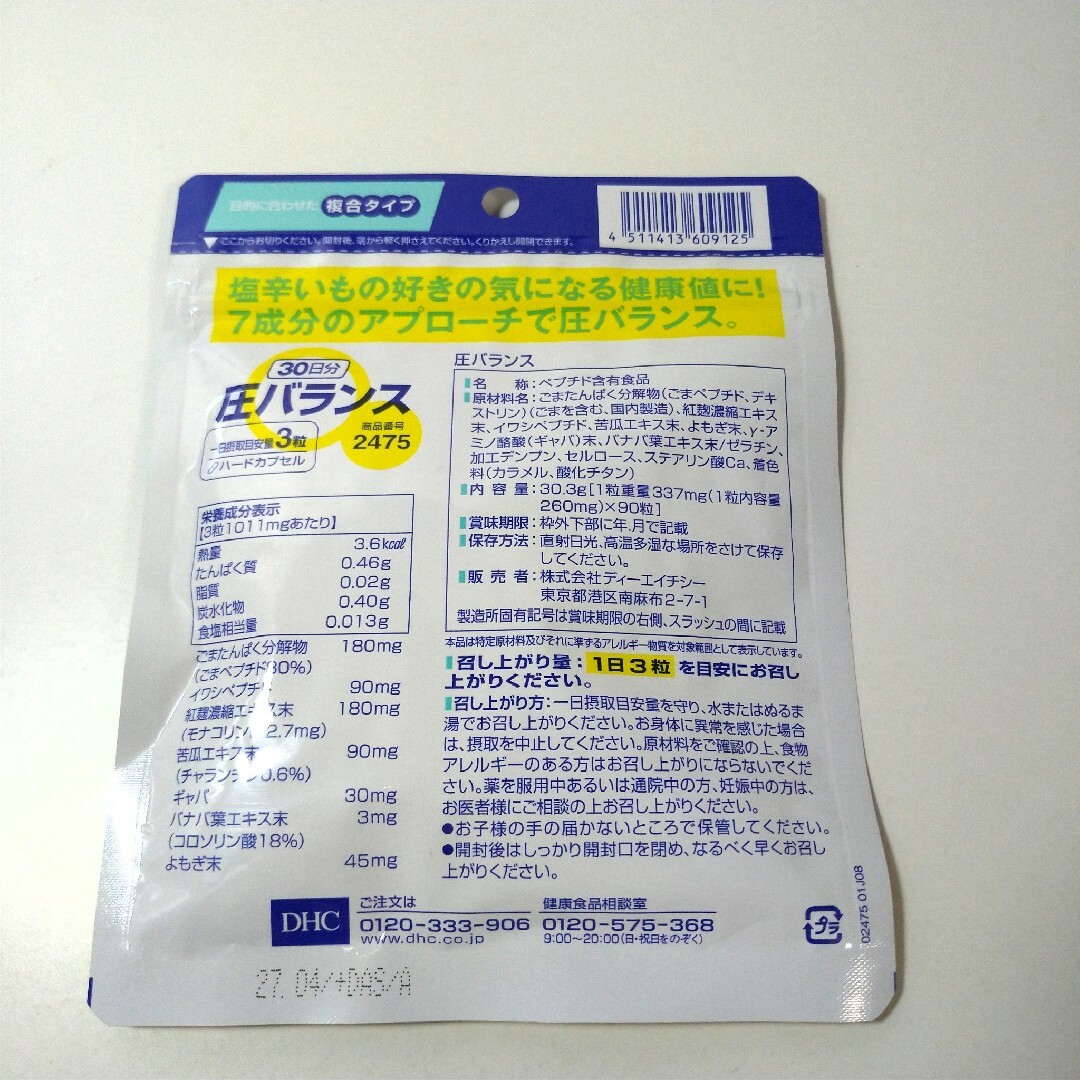 目的に合わせた 複合タイプ
▼ここからお切りください。開封後、端から軽く押さえてください。くりかえし開閉できます。
4 511413 609125
塩辛いもの好きの気になる健康値に!
7成分のアプローチで圧バランス。
30日分
圧バランス
商品番号
2475
一日摂取目安量3粒
ハードカプセル
栄養成分表示
[3粒1011mgあたり]
熱量 3.6kcal
たんぱく質 0.46g
脂質 0.02g
炭水化物 0.40g
食塩相当量 0.013g
ごまたんぱく分解物 180mg
(ごまペプチド80%)
イワシペプチド 90mg
紅麹濃縮エキス末 180mg
(モナコリン 2.7mg)
苦瓜エキス末 90mg
(チャランチン0.6%)
ギャバ 30mg
バナバ葉エキス末 3mg
(コロソリン酸18%)
よもぎ末 45mg
圧バランス
名称:ペプチド含有食品
原材料名:ごまたんぱく分解物(ごまペプチド、デキ
ストリン)(ごまを含む、国内製造)、紅麹濃縮エキス
末、イワシペプチド、苦瓜エキス末、よもぎ末、γ-ア
ミノ酪酸(ギャバ)末、バナバ葉エキス末/ゼラチン、
加工デンプン、セルロース、ステアリン酸Ca、着色
料(カラメル、酸化チタン)
内容量:30.3g[1粒重量337mg(1粒内容量
260mg)×90粒]
賞味期限:枠外下部に年.月で記載
保存方法:直射日光、高温多湿な場所をさけて保存
してください。
販売者:株式会社ディーエイチシー
東京都港区南麻布2-7-1
製造所固有記号は賞味期限の右側、スラッシュの間に記載
本品は特定原材料及びそれに準ずるアレルギー物質を対象範囲として表示しています。
召し上がり量:1日3粒を目安にお召し
上がりください。
召し上がり方:一日摂取目安量を守り、水またはぬるま
湯でお召し上がりください。お身体に異常を感じた場合
は、摂取を中止してください。原材料をご確認の上、食物
アレルギーのある方はお召し上がりにならないでくだ
さい。薬を服用中あるいは通院中の方、妊娠中の方は、
お医者様にご相談の上お召し上がりください。
●お子様の手の届かないところで保管してください。
●開封後はしっかり開封口を閉め、なるべく早くお召し
上がりください。
DHC
ご注文は
0120-333-906
www.dhc.co.jp
健康食品相談室
0120-575-368
9:00~20:00(日・祝日をのぞく)
プラ
02475 01J08
27.04/+DAS/A